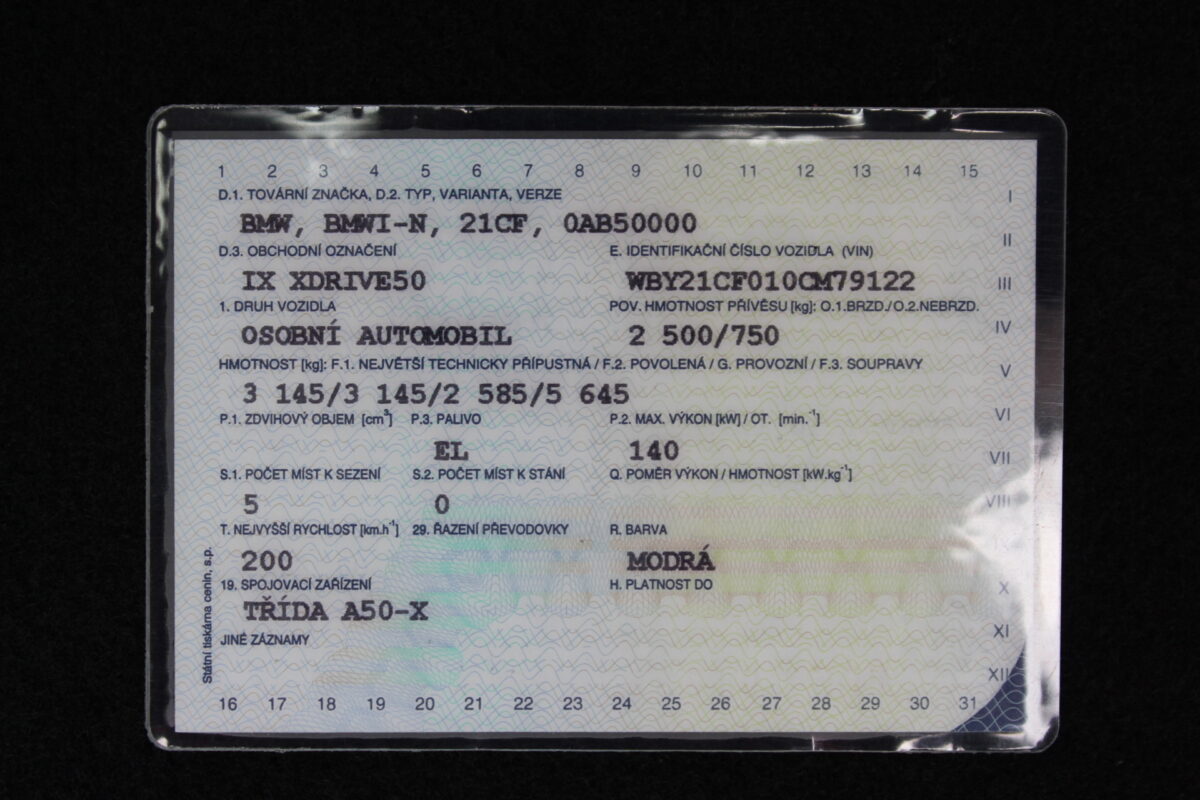 1 2 3 4 5 6 7 8 9 10 11 12 13 14 15
D.1. TOVÁRNÍ ZNAČKA, D.2. TYP, VARIANTA, VERZE I
BMW, BMWI-N, 21CF, 0AB50000
D.3. OBCHODNÍ OZNAČENÍ E. IDENTIFIKAČNÍ ČÍSLO VOZIDLA (VIN) II
IX XDRIVE50 WBY21CF010CM79122 III
1. DRUH VOZIDLA POV. HMOTNOST PŘÍVĚSU [kg]: O.1.BRZD./O.2.NEBRZD.
OSOBNÍ AUTOMOBIL 2 500/750 IV
HMOTNOST [kg]: F.1. NEJVĚTŠÍ TECHNICKY PŘÍPUSTNÁ / F.2. POVOLENÁ / G. PROVOZNÍ / F.3. SOUPRAVY V
3 145/3 145/2 585/5 645
P.1. ZDVIHOVÝ OBJEM [cm³] P.3. PALIVO P.2. MAX. VÝKON [kW] / OT. [min.⁻¹] VI
EL 140 VII
S.1. POČET MÍST K SEZENÍ S.2. POČET MÍST K STÁNÍ Q. POMĚR VÝKON / HMOTNOST [kW.kg⁻¹]
5 0 VIII
T. NEJVYŠŠÍ RYCHLOST [km.h⁻¹] 29. ŘAZENÍ PŘEVODOVKY R. BARVA IX
200 MODRÁ
19. SPOJOVACÍ ZAŘÍZENÍ H. PLATNOST DO X
TŘÍDA A50-X
JINÉ ZÁZNAMY XI
XII
16 17 18 19 20 21 22 23 24 25 26 27 28 29 30 31
Státní tiskárna cenin, s.p.